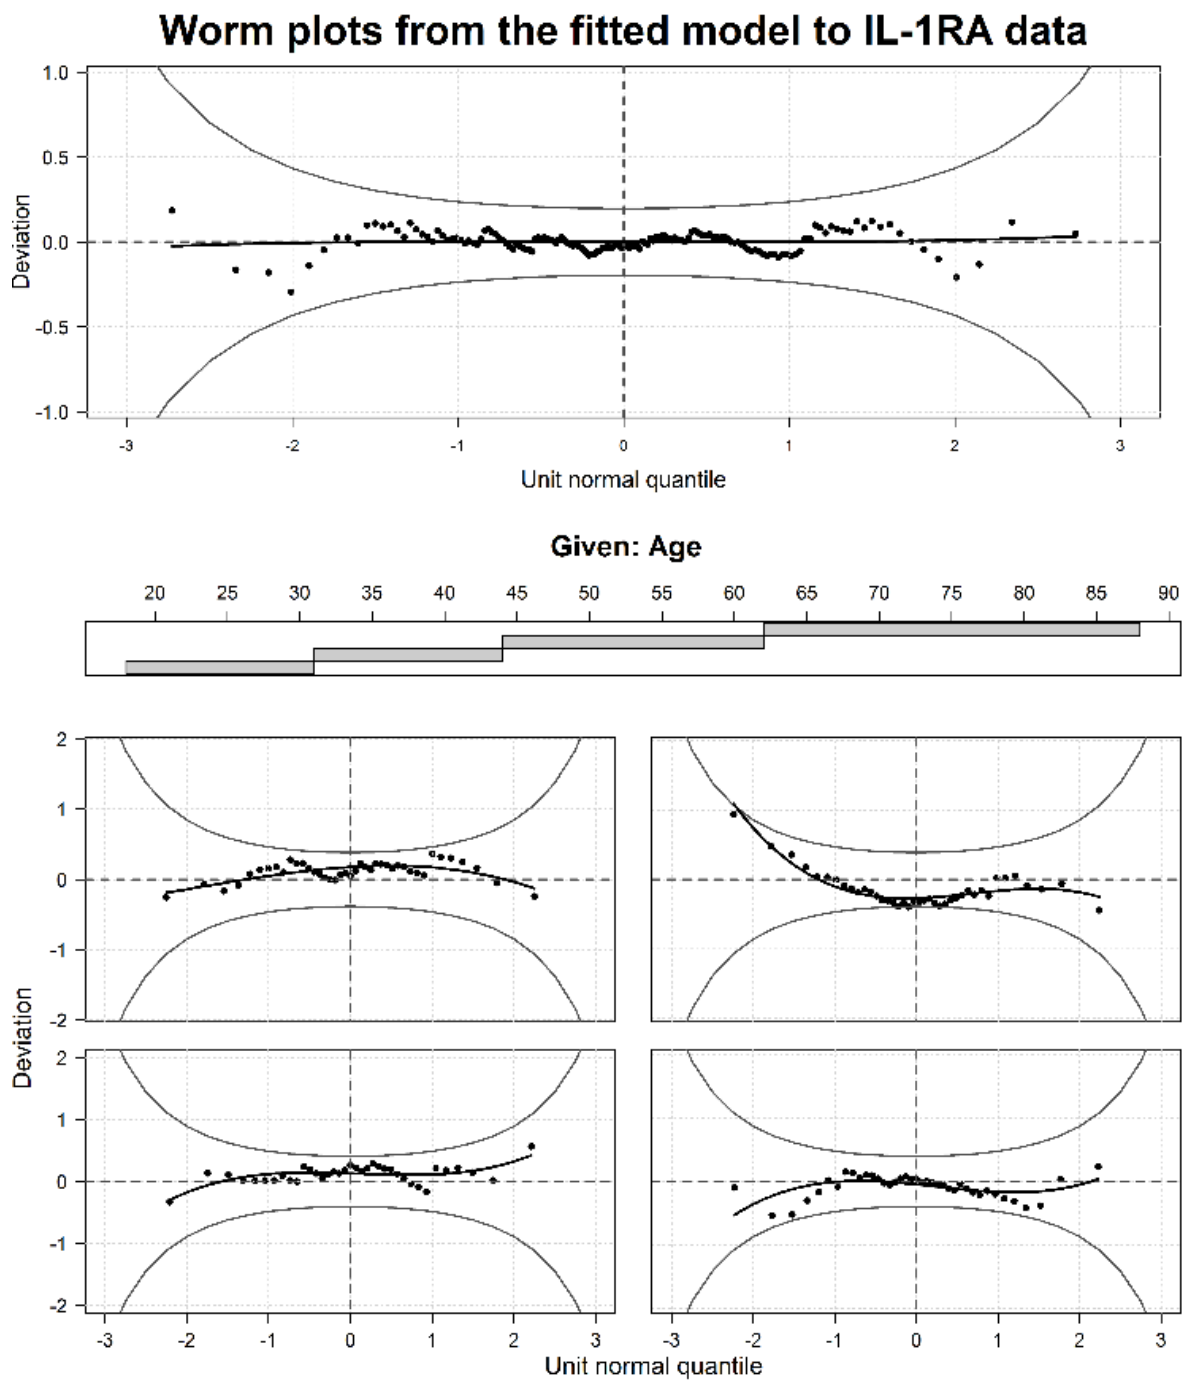 Worm plots from the fitted model to IL-1RA data
1.0
0.5
0.0
-0.5
-1.0
Deviation
-3 -2 -1 0 1 2 3
Unit normal quantile
Given: Age
20 25 30 35 40 45 50 55 60 65 70 75 80 85 90
2
1
0
-1
-2
Deviation
2
1
0
-1
-2
-3 -2 -1 0 1 2 3 -3 -2 -1 0 1 2 3
Unit normal quantile